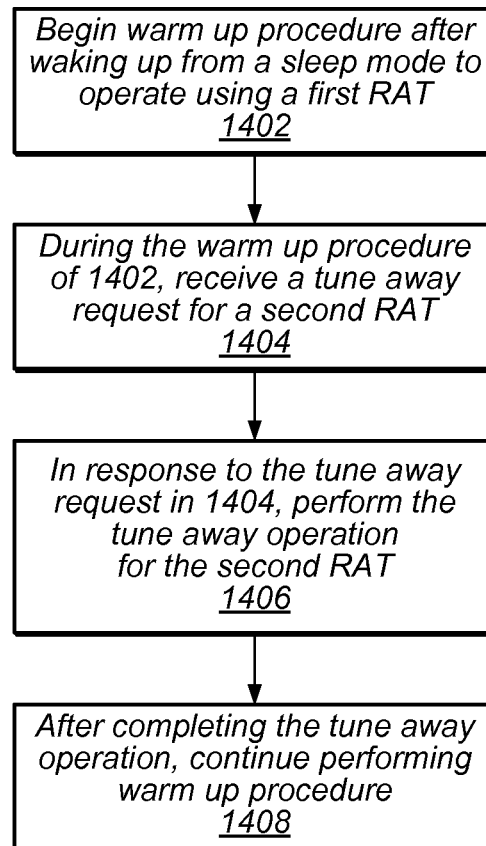 Begin warm up procedure after
waking up from a sleep mode to
operate using a first RAT
1402
During the warm up procedure
of 1402, receive a tune away
request for a second RAT
1404
In response to the tune away
request in 1404, perform the
tune away operation
for the second RAT
1406
After completing the tune away
operation, continue performing
warm up procedure
1408